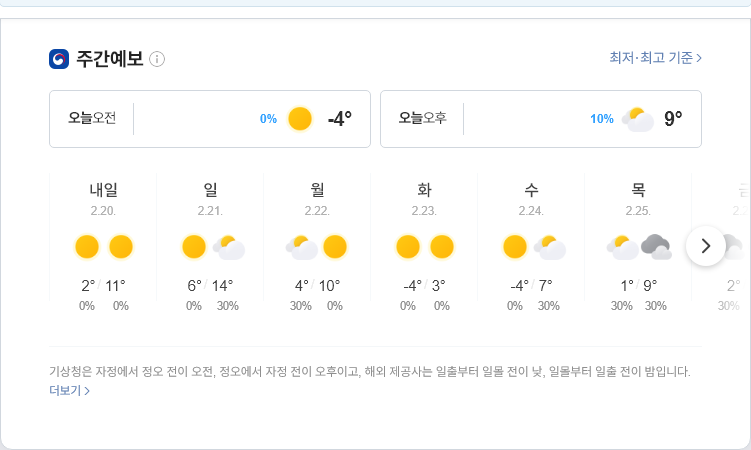 주간예보
최저·최고 기준
오늘오전 0% -4°
오늘오후 10% 9°
내일 일 월 화 수 목 금
2.20. 2.21. 2.22. 2.23. 2.24. 2.25.
2°/11° 6°/14° 4°/10° -4°/3° -4°/7° 1°/9° 2°
0% 0% 0% 30% 30% 0% 0% 0% 0% 30% 30% 30% 30%
기상청은 자정에서 정오 전이 오전, 정오에서 자정 전이 오후이고, 해외 제공사는 일출부터 일몰 전이 낮, 일몰부터 일출 전이 밤입니다.
더보기